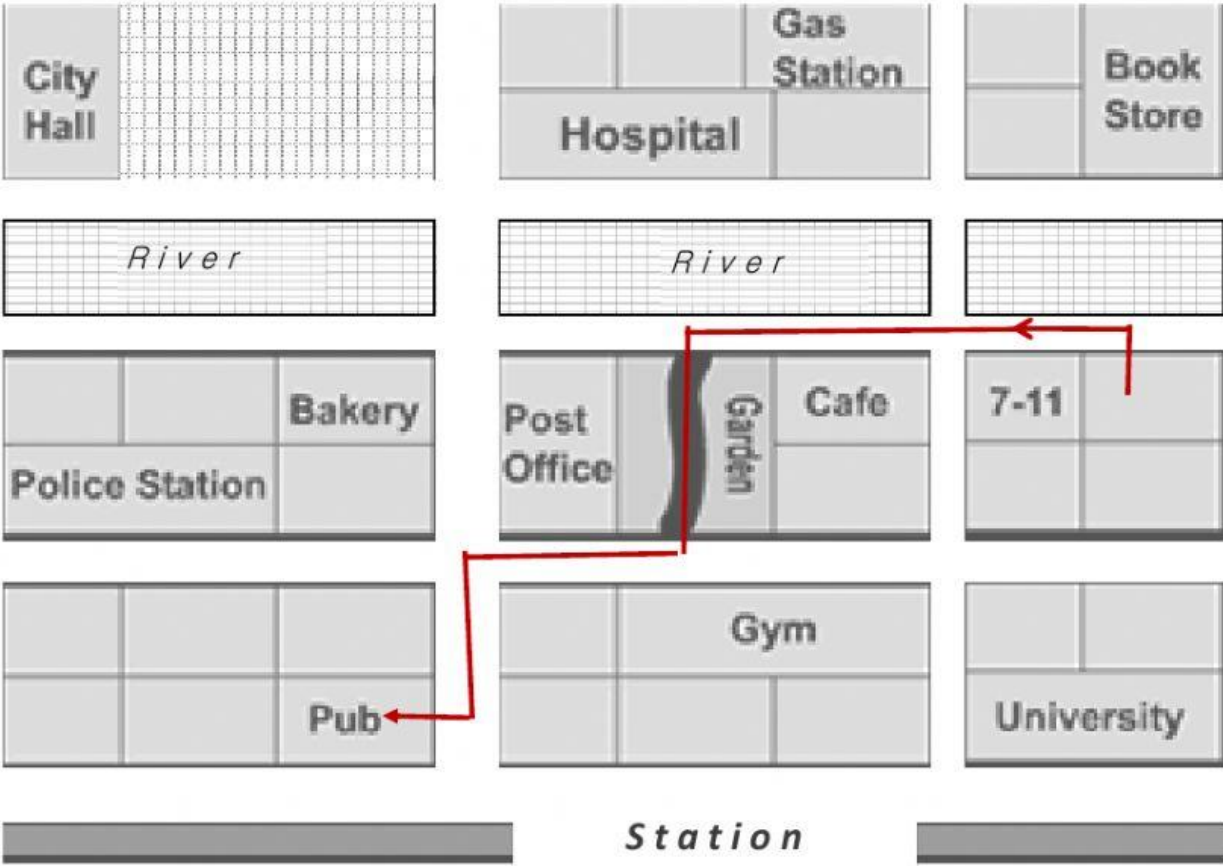 City
Hall
Gas
Station
Hospital
Book
Store
River
River
Bakery
Police Station
Post
Office
Garden
Cafe
7-11
Gym
Pub
University
Station